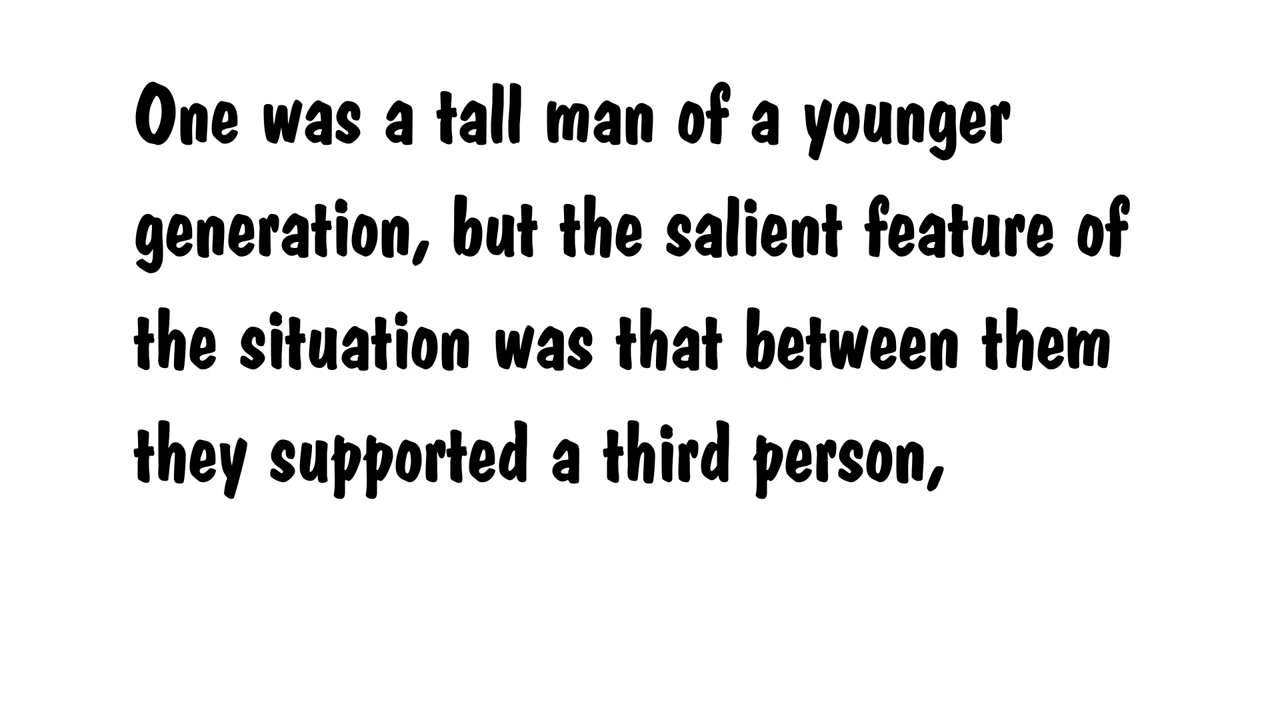 One was a tall man of a younger
generation, but the salient feature of
the situation was that between them
they supported a third person,